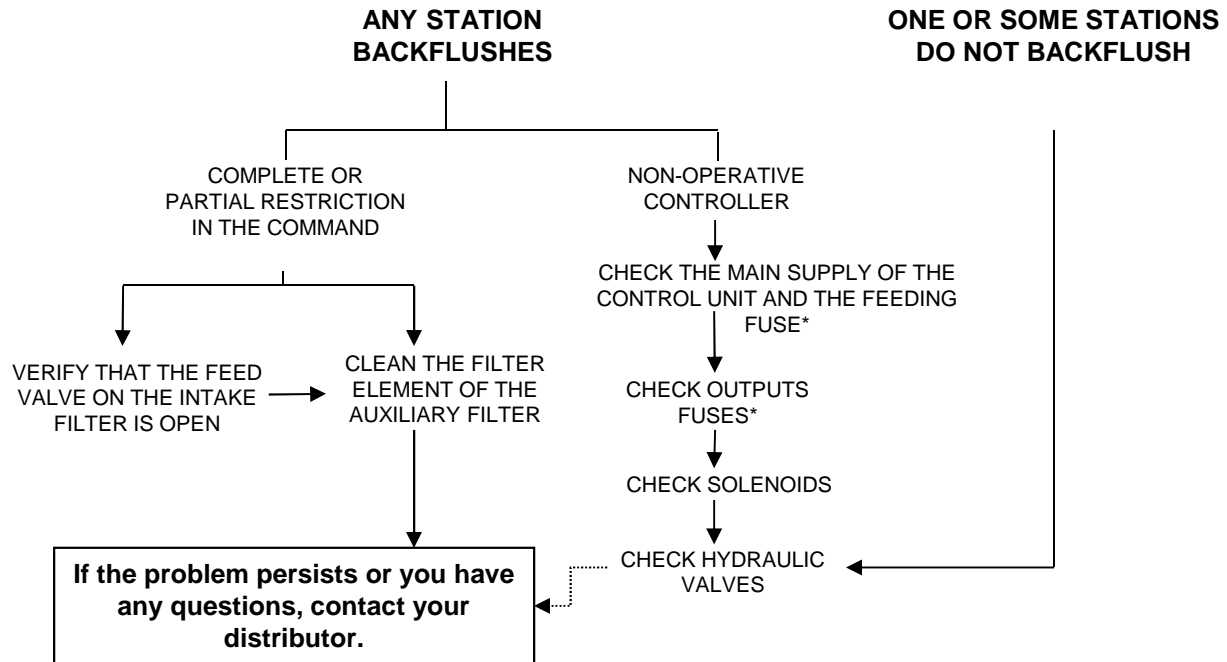 ANY STATION
BACKFLUSHES
ONE OR SOME STATIONS
DO NOT BACKFLUSH
COMPLETE OR
PARTIAL RESTRICTION
IN THE COMMAND
NON-OPERATIVE
CONTROLLER
CHECK THE MAIN SUPPLY OF THE
CONTROL UNIT AND THE FEEDING
FUSE*
VERIFY THAT THE FEED
VALVE ON THE INTAKE
FILTER IS OPEN
CLEAN THE FILTER
ELEMENT OF THE
AUXILIARY FILTER
CHECK OUTPUTS
FUSES*
CHECK SOLENOIDS
CHECK HYDRAULIC
VALVES
If the problem persists or you have
any questions, contact your
distributor.